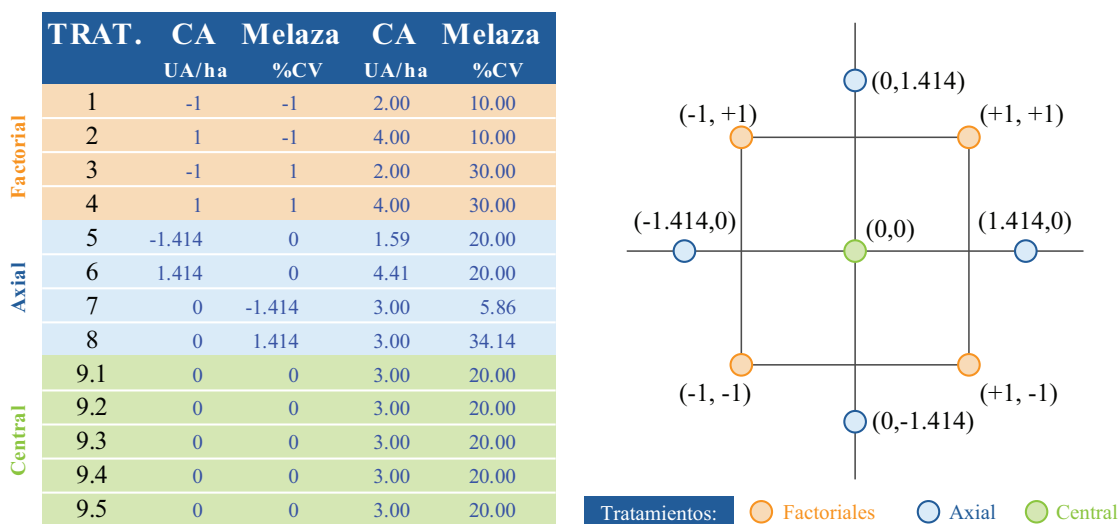 TRAT. CA Melaza CA Melaza
UA/ha %CV UA/ha %CV
Factorial
1 -1 -1 2.00 10.00
2 1 -1 4.00 10.00
3 -1 1 2.00 30.00
4 1 1 4.00 30.00
Axial
5 -1.414 0 1.59 20.00
6 1.414 0 4.41 20.00
7 0 -1.414 3.00 5.86
8 0 1.414 3.00 34.14
Central
9.1 0 0 3.00 20.00
9.2 0 0 3.00 20.00
9.3 0 0 3.00 20.00
9.4 0 0 3.00 20.00
9.5 0 0 3.00 20.00
(0,1.414)
(-1, +1) (+1, +1)
(-1.414,0) (0,0) (1.414,0)
(-1, -1) (+1, -1)
(0,-1.414)
Tratamientos: Factoriales Axial Central